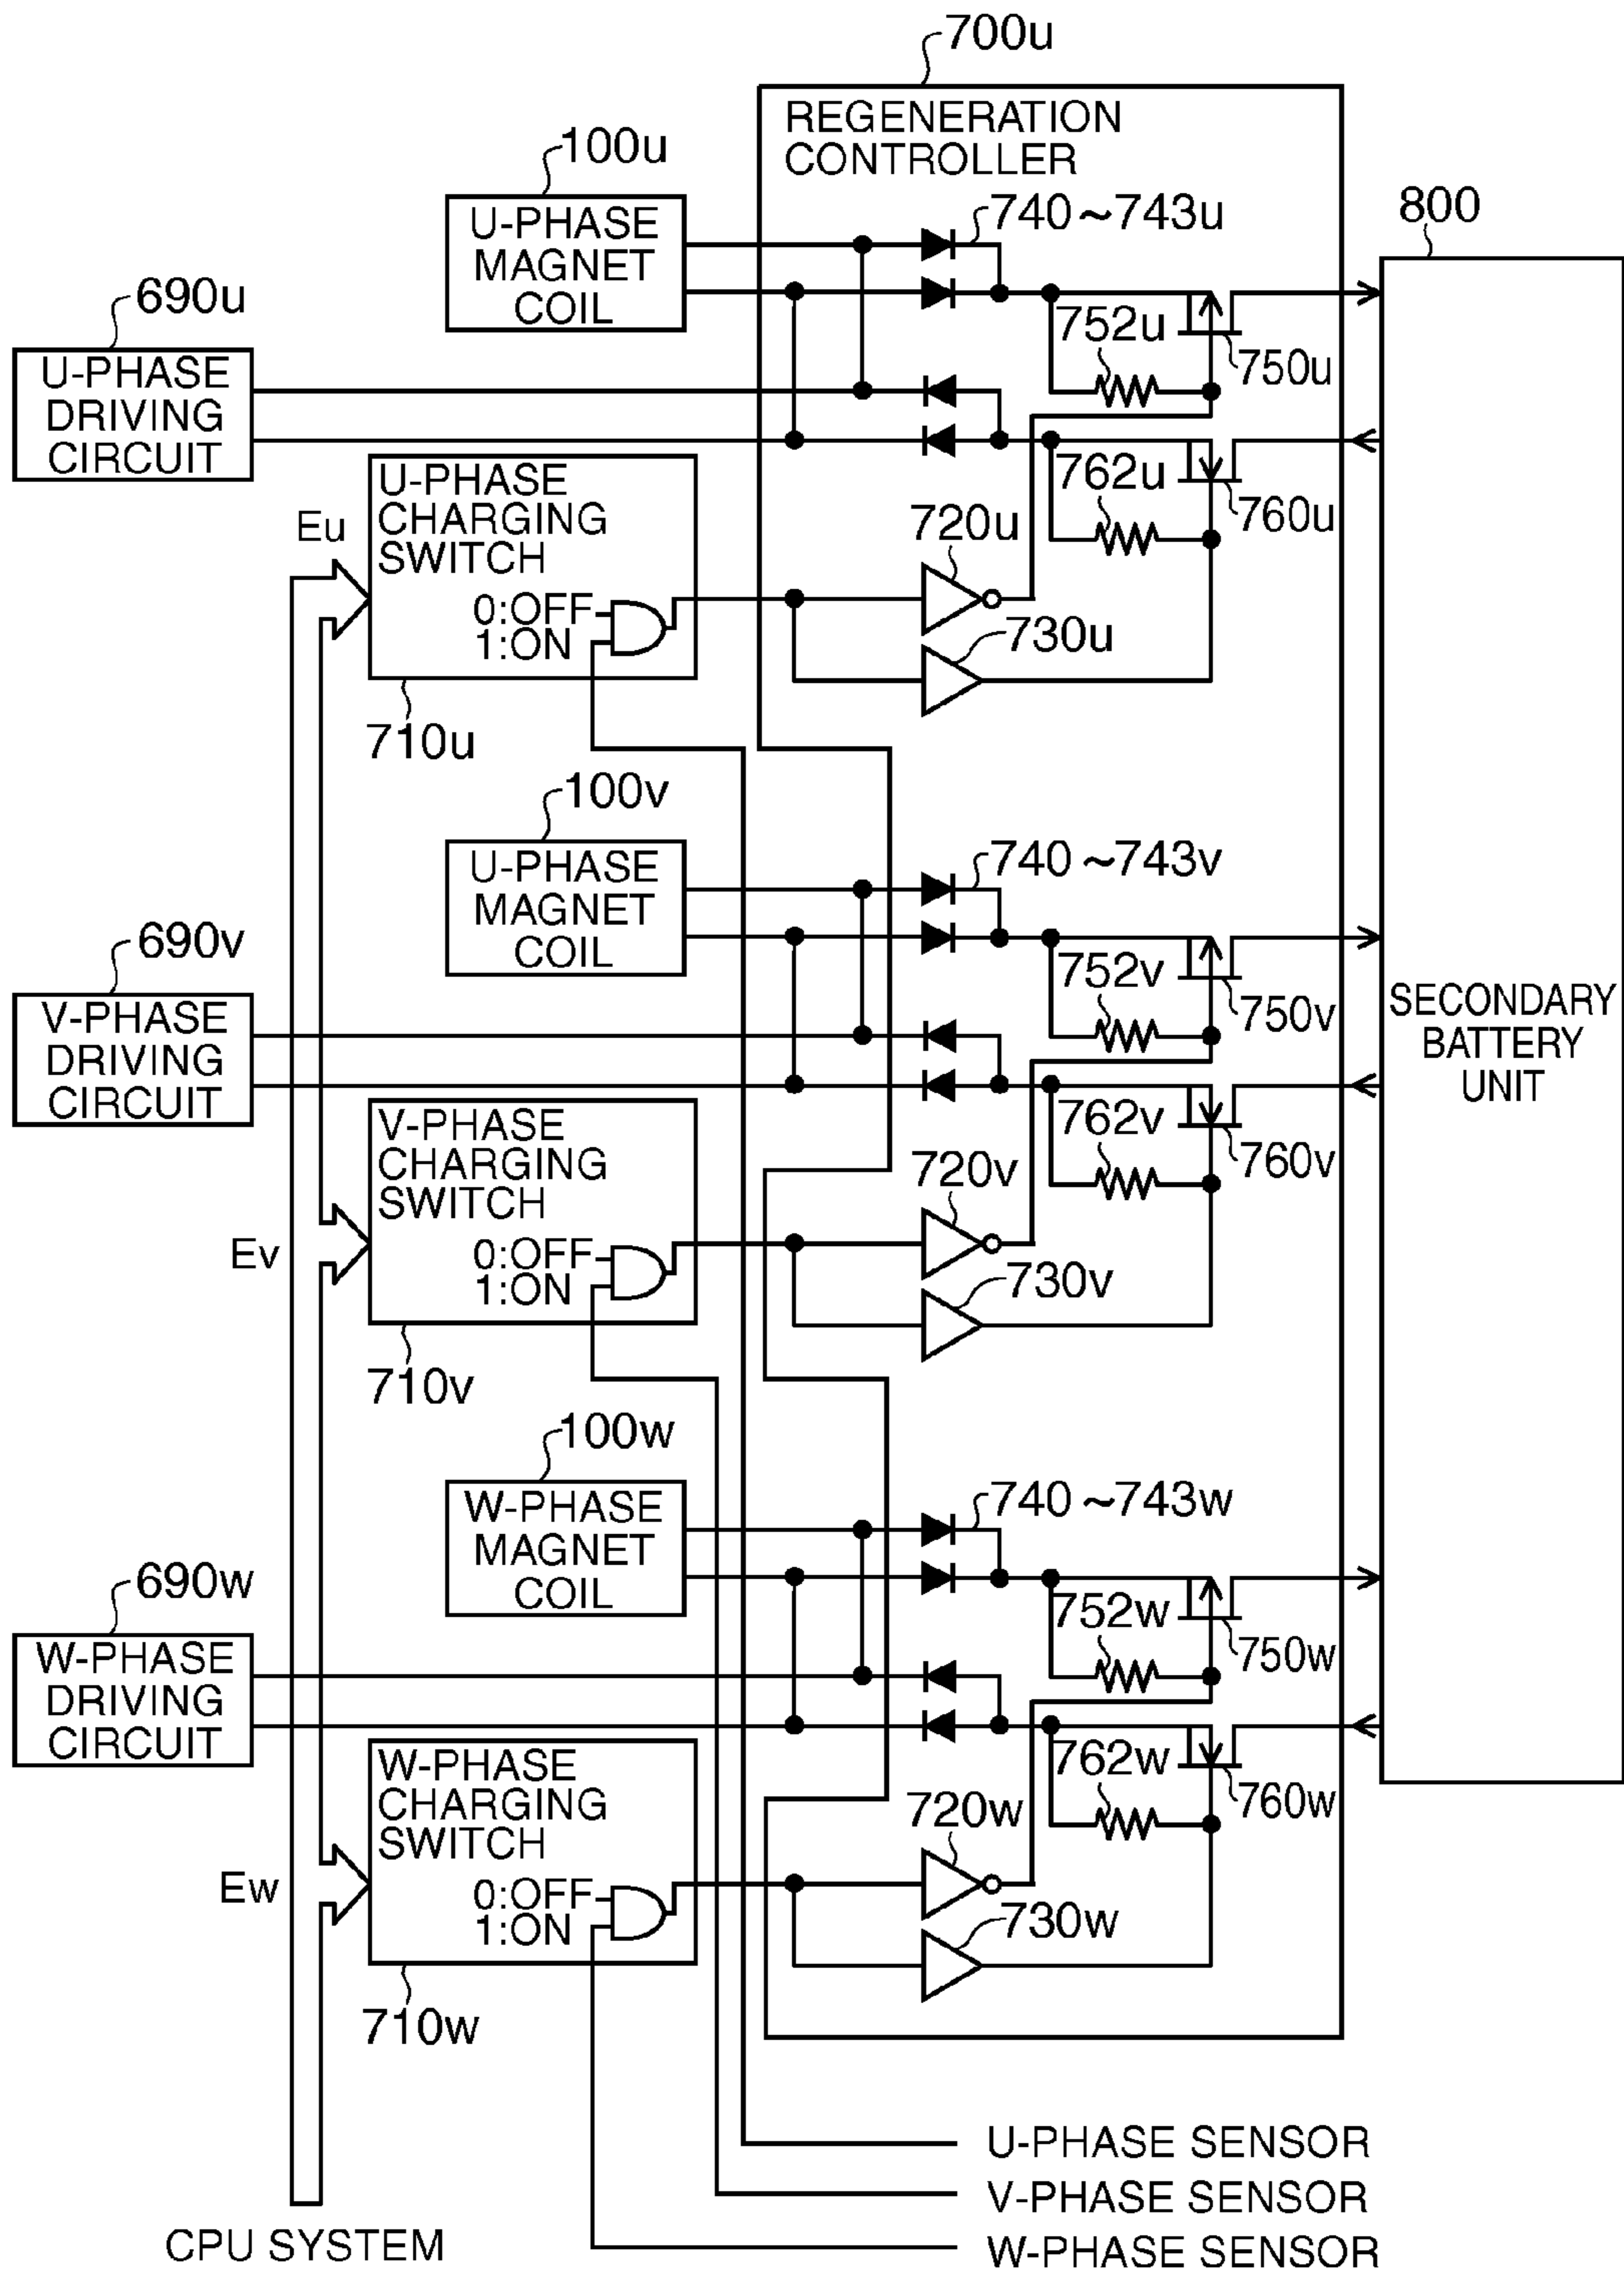 700u
REGENERATION
CONTROLLER
100u
U-PHASE
MAGNET
COIL
740 ~743u
800
690u
U-PHASE
DRIVING
CIRCUIT
752u
750u
U-PHASE
CHARGING
SWITCH
0:OFF
1:ON
Eu
762u
760u
720u
730u
710u
100v
U-PHASE
MAGNET
COIL
740 ~743v
690v
V-PHASE
DRIVING
CIRCUIT
752v
750v
SECONDARY
BATTERY
UNIT
V-PHASE
CHARGING
SWITCH
0:OFF
1:ON
Ev
762v
760v
720v
730v
710v
100w
W-PHASE
MAGNET
COIL
740 ~743w
690w
W-PHASE
DRIVING
CIRCUIT
752w
750w
W-PHASE
CHARGING
SWITCH
0:OFF
1:ON
Ew
762w
760w
720w
730w
710w
U-PHASE SENSOR
V-PHASE SENSOR
W-PHASE SENSOR
CPU SYSTEM